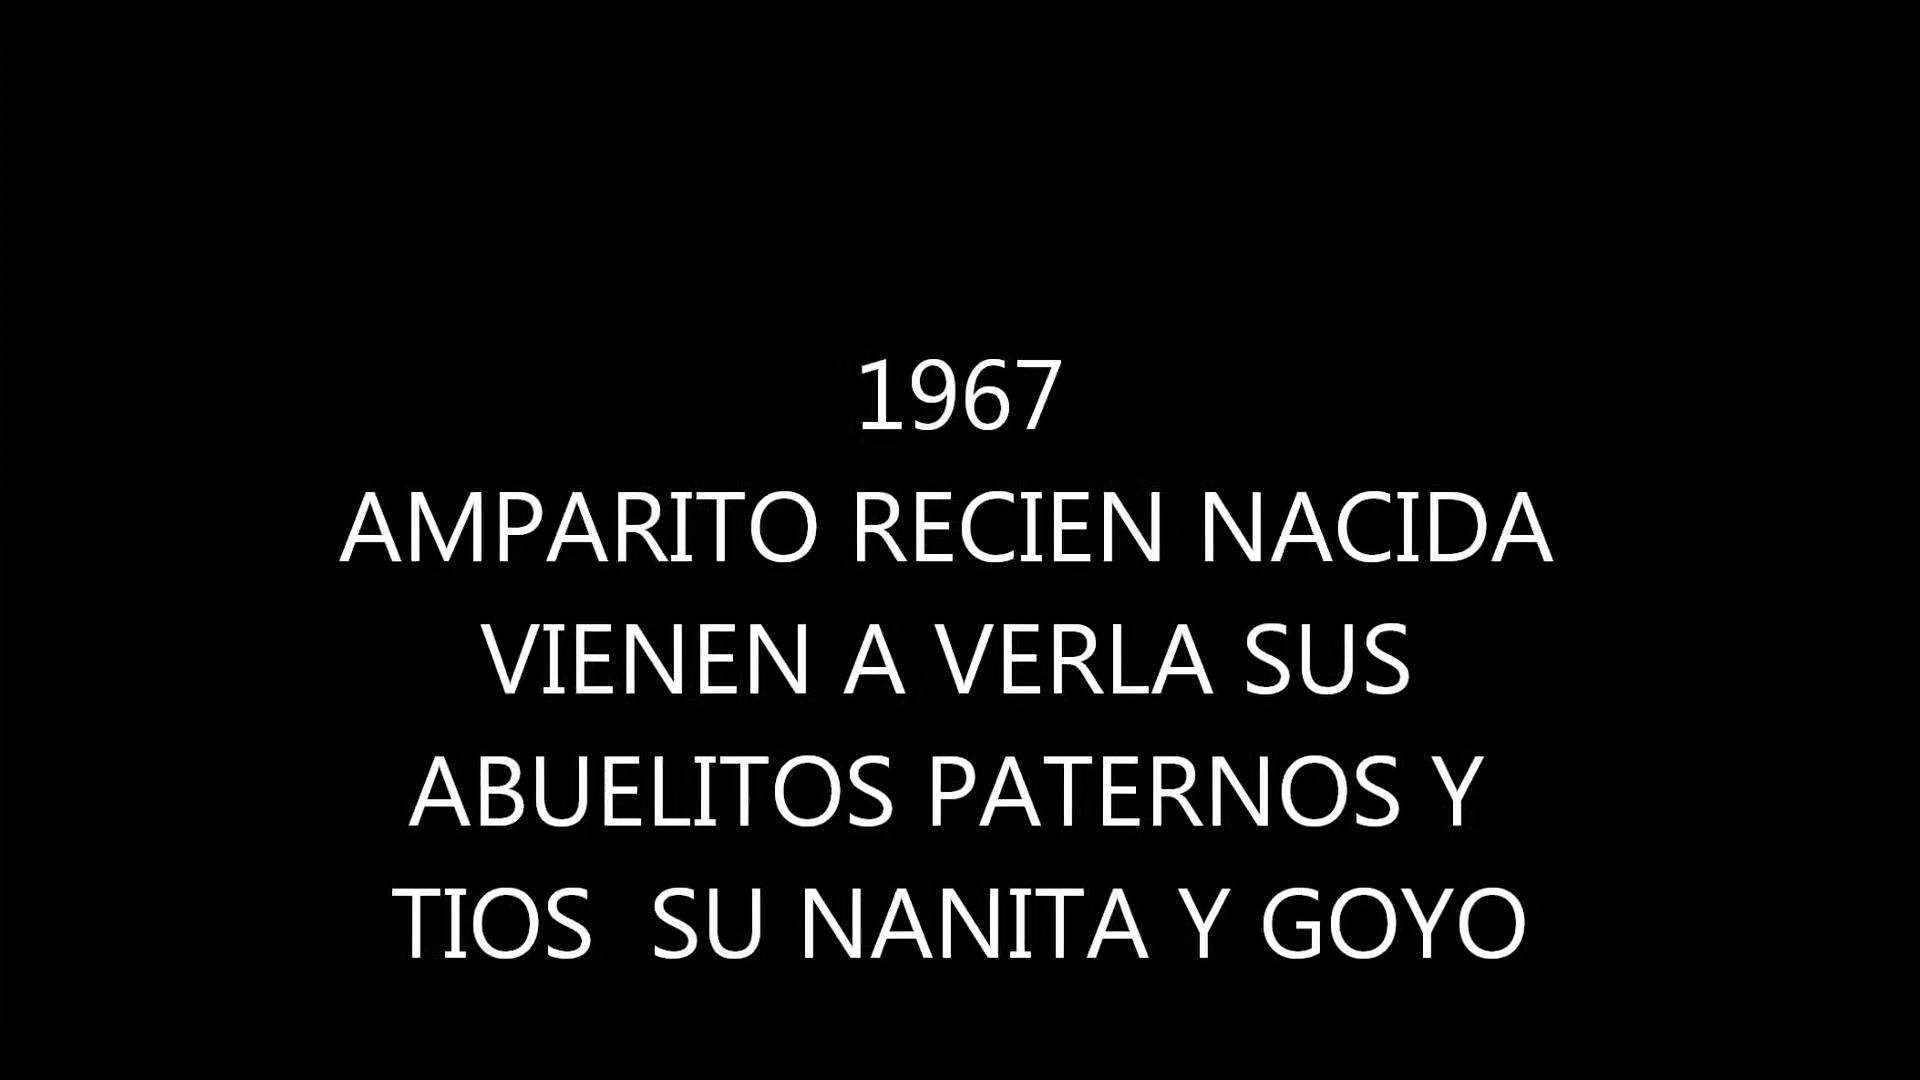 1967
AMPARITO RECIEN NACIDA
VIENEN A VERLA SUS
ABUELITOS PATERNOS Y
TIOS  SU NANITA Y GOYO